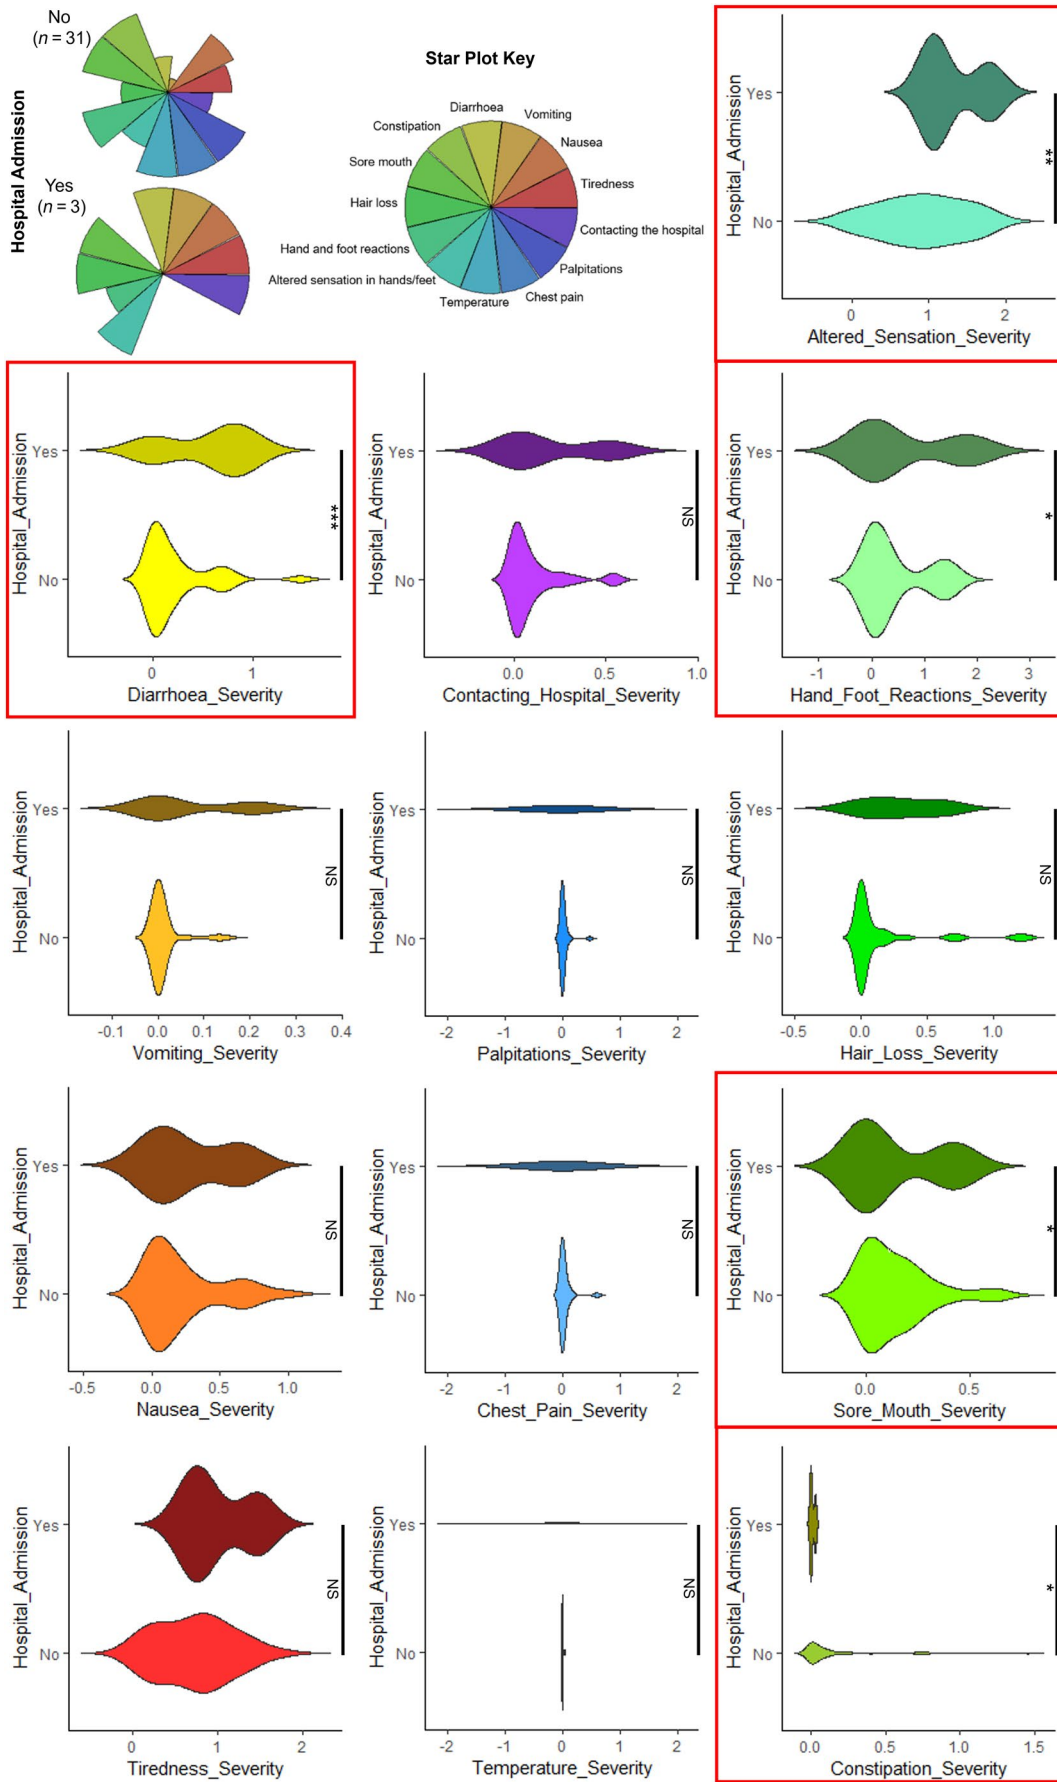 Hospital Admission
No
(n = 31)
Yes
(n = 3)
Star Plot Key
Diarrhoea
Vomiting
Constipation
Nausea
Sore mouth
Tiredness
Hair loss
Contacting the hospital
Hand and foot reactions
Palpitations
Altered sensation in hands/feet
Chest pain
Temperature
Hospital_Admission
Yes
No
**
0 1 2
Altered_Sensation_Severity
Hospital_Admission
Yes
No
***
0 1
Diarrhoea_Severity
Hospital_Admission
Yes
No
NS
0.0 0.5 1.0
Contacting_Hospital_Severity
Hospital_Admission
Yes
No
*
-1 0 1 2 3
Hand_Foot_Reactions_Severity
Hospital_Admission
Yes
No
NS
-0.1 0.0 0.1 0.2 0.3 0.4
Vomiting_Severity
Hospital_Admission
Yes
No
NS
-2 -1 0 1 2
Palpitations_Severity
Hospital_Admission
Yes
No
NS
-0.5 0.0 0.5 1.0
Hair_Loss_Severity
Hospital_Admission
Yes
No
NS
-0.5 0.0 0.5 1.0
Nausea_Severity
Hospital_Admission
Yes
No
NS
-2 -1 0 1 2
Chest_Pain_Severity
Hospital_Admission
Yes
No
*
0.0 0.5
Sore_Mouth_Severity
Hospital_Admission
Yes
No
NS
0 1 2
Tiredness_Severity
Hospital_Admission
Yes
No
NS
-2 -1 0 1 2
Temperature_Severity
Hospital_Admission
Yes
No
*
0.0 0.5 1.0 1.5
Constipation_Severity